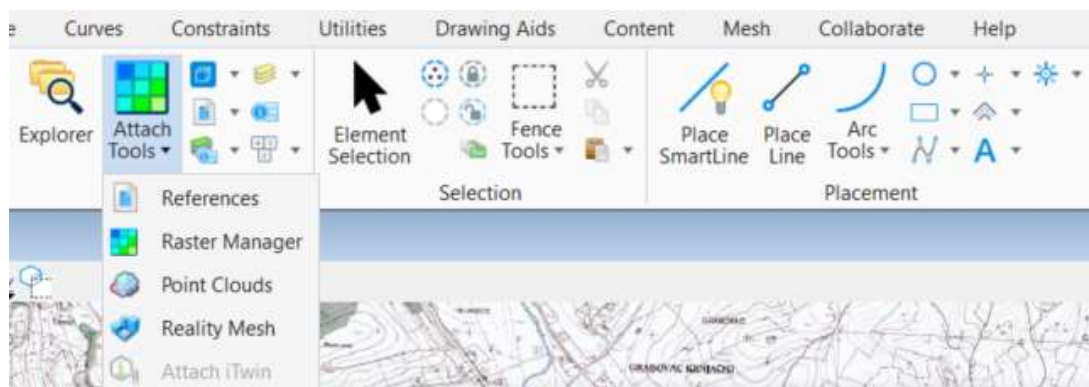 Curves Constraints Utilities Drawing Aids Content Mesh Collaborate Help
Explorer
Attach
Tools
Element
Selection
Fence
Tools
Place
SmartLine
Place
Line
Arc
Tools
A
Selection
Placement
References
Raster Manager
Point Clouds
Reality Mesh
Attach iTwin
GRABOVAC